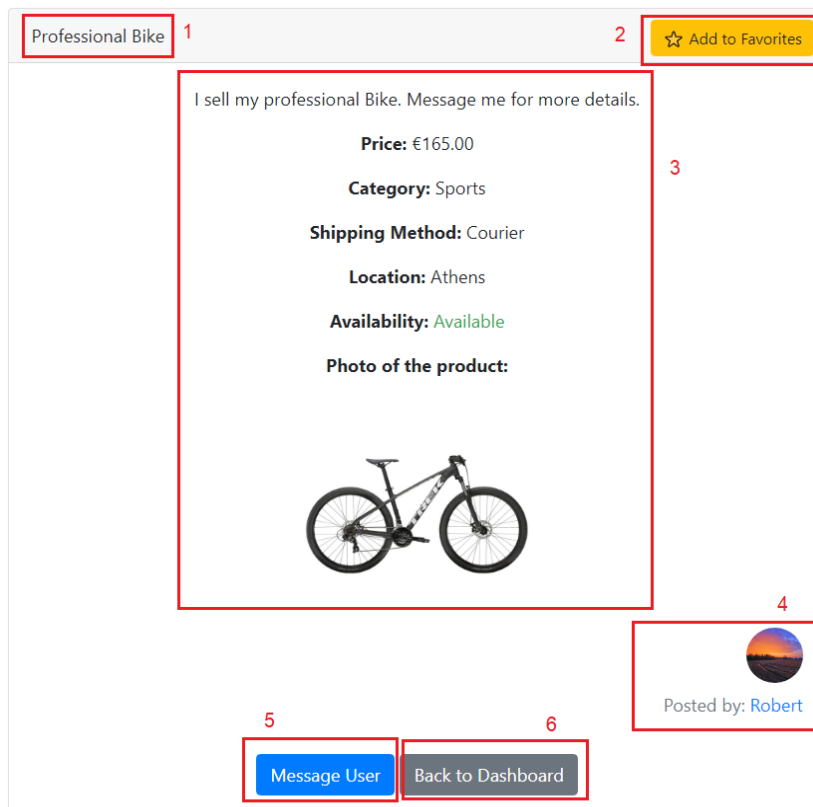 Professional Bike
1
2
Add to Favorites
I sell my professional Bike. Message me for more details.
Price: €165.00
3
Category: Sports
Shipping Method: Courier
Location: Athens
Availability: Available
Photo of the product:
TREK
4
Posted by: Robert
5
6
Message User
Back to Dashboard